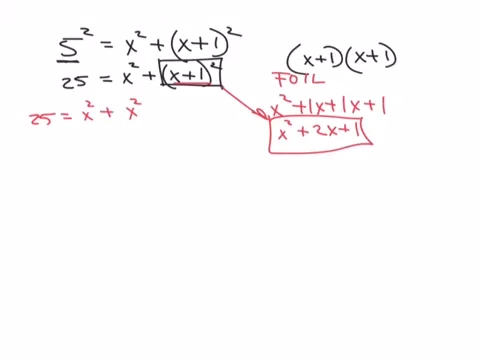 5² = x² + (x+1)²
25 = x² + (x+1)²
25 = x² + x²
(x+1)(x+1)
FOIL
x² + 1x + 1x + 1
x² + 2x + 1